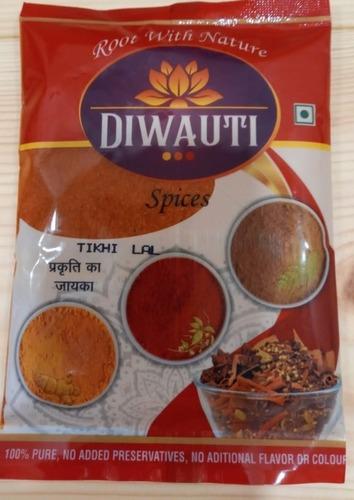 Root With Nature
DIWAUTI
Spices
TIKHI LAL
प्रकृति का
जायका
100% PURE, NO ADDED PRESERVATIVES, NO ADITIONAL FLAVOR OR COLOUR